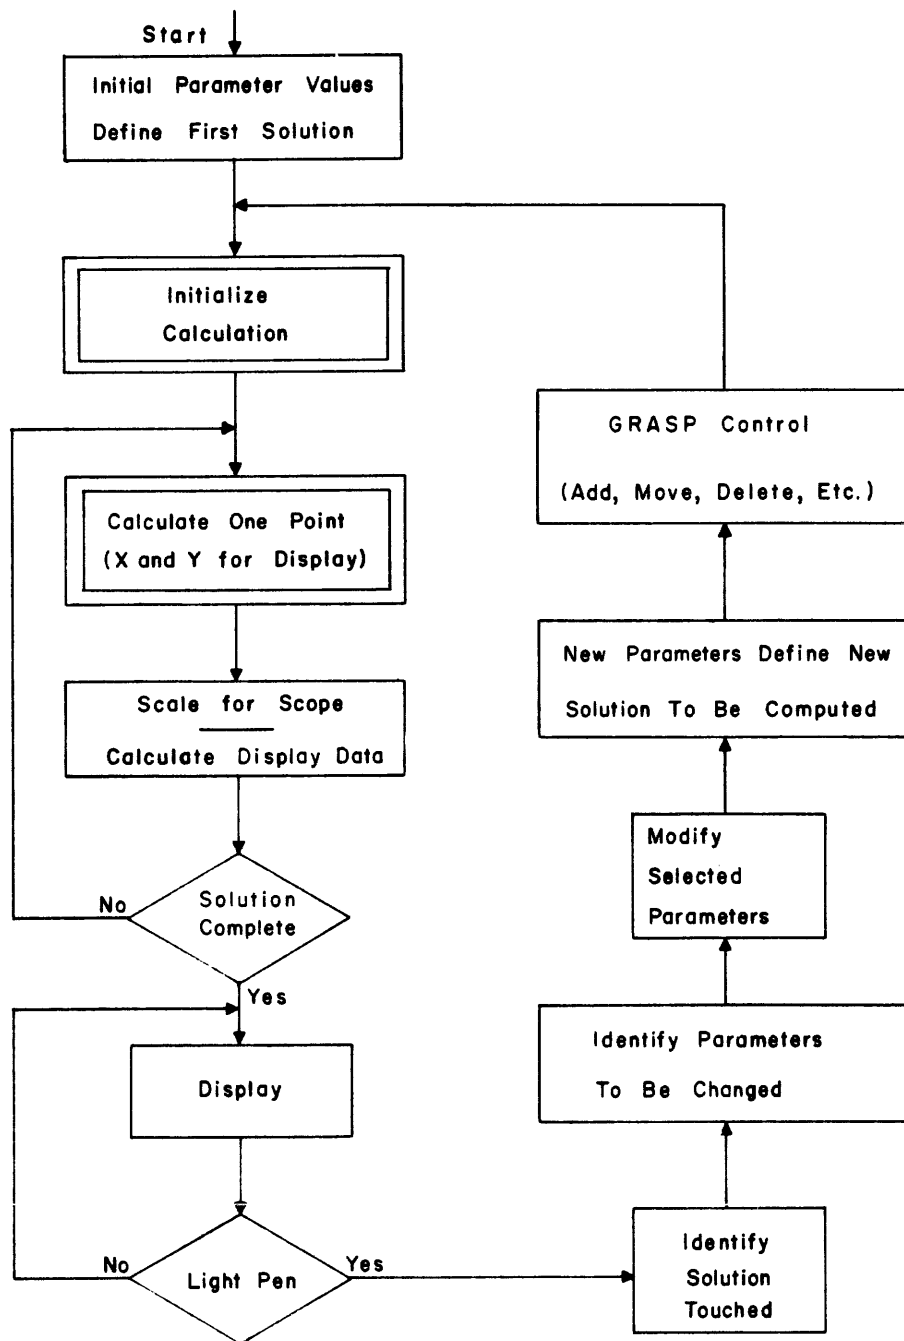 Start
Initial Parameter Values
Define First Solution
Initialize
Calculation
Calculate One Point
(X and Y for Display)
Scale for Scope
Calculate Display Data
Solution
Complete
No
Yes
Display
Light Pen
No
Yes
Identify
Solution
Touched
Identify Parameters
To Be Changed
Modify
Selected
Parameters
New Parameters Define New
Solution To Be Computed
GRASP Control
(Add, Move, Delete, Etc.)